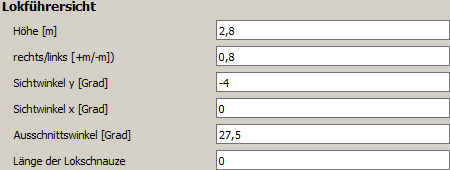 Lokführersicht
Höhe [m] 2,8
rechts/links [+m/-m]) 0,8
Sichtwinkel y [Grad] -4
Sichtwinkel x [Grad] 0
Ausschnittswinkel [Grad] 27,5
Länge der Lokschnauze 0